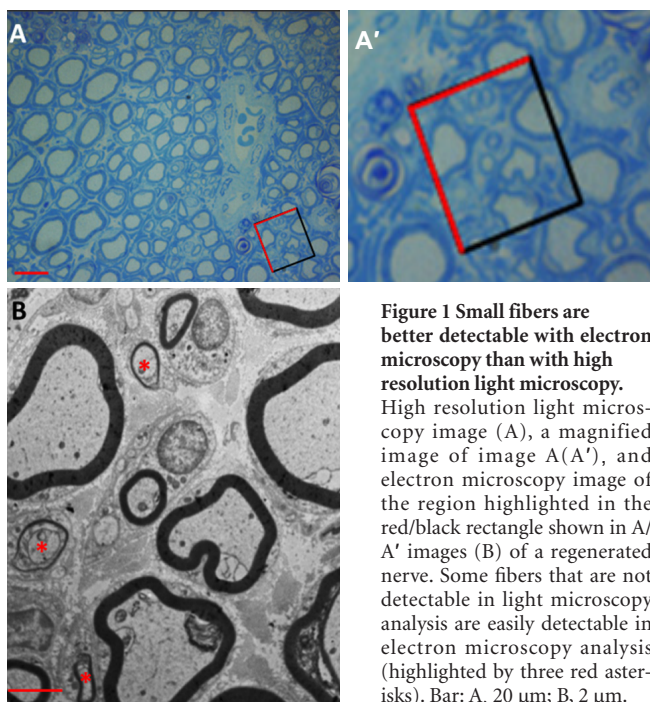 A
A′
B
*
*
*
Figure 1 Small fibers are
better detectable with electron
microscopy than with high
resolution light microscopy.
High resolution light micros-
copy image (A), a magnified
image of image A(A′), and
electron microscopy image of
the region highlighted in the
red/black rectangle shown in A/
A′ images (B) of a regenerated
nerve. Some fibers that are not
detectable in light microscopy
analysis are easily detectable in
electron microscopy analysis
(highlighted by three red aster-
isks). Bar: A, 20 μm; B, 2 μm.